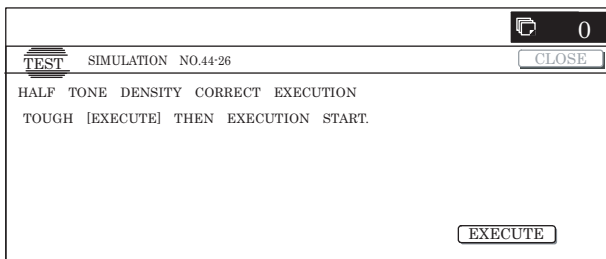 0
TEST SIMULATION NO.44-26 CLOSE
HALF TONE DENSITY CORRECT EXECUTION
TOUGH [EXECUTE] THEN EXECUTION START.
EXECUTE